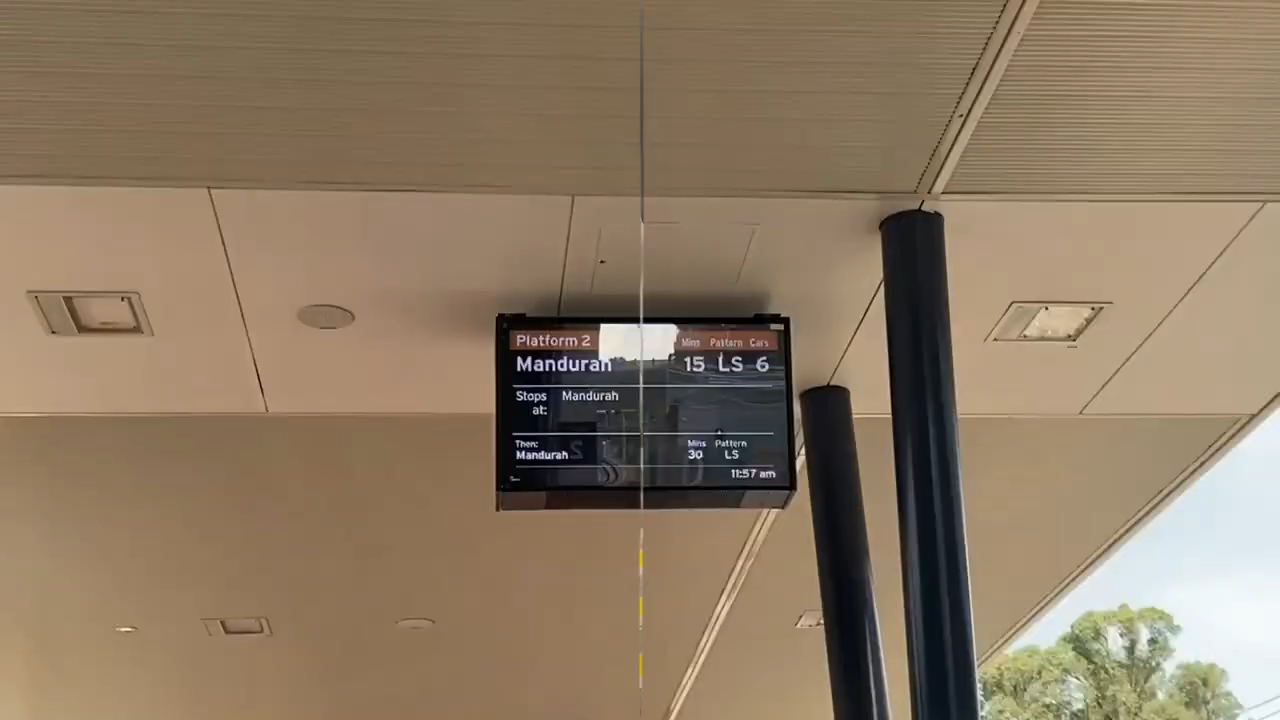 Platform 2 Mins Pattern Cars
Mandurah 15 LS 6
Stops at: Mandurah
Then: Mins Pattern
Mandurah 30 LS
11:57 am